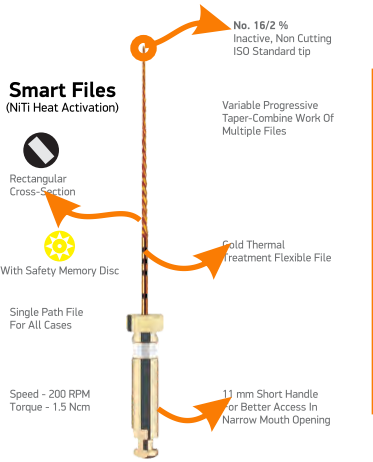 No. 16/2 %
Inactive, Non Cutting
ISO Standard tip
Smart Files
(NiTi Heat Activation)
Variable Progressive
Taper-Combine Work Of
Multiple Files
Rectangular
Cross-Section
Gold Thermal
Treatment Flexible File
With Safety Memory Disc
Single Path File
For All Cases
Speed - 200 RPM
Torque - 1.5 Ncm
11 mm Short Handle
For Better Access In
Narrow Mouth Opening